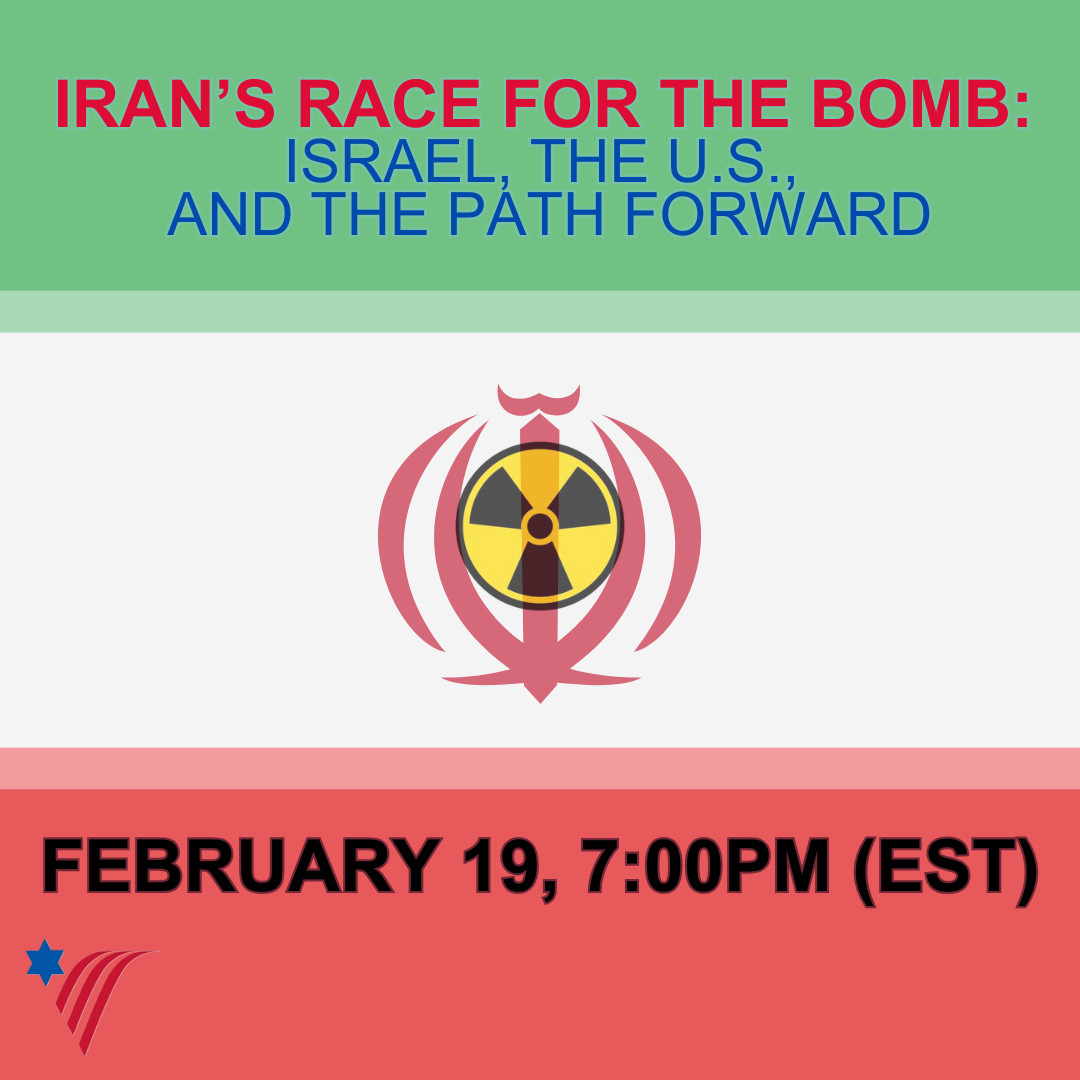 IRAN’S RACE FOR THE BOMB:
ISRAEL, THE U.S.,
AND THE PATH FORWARD
FEBRUARY 19, 7:00PM (EST)